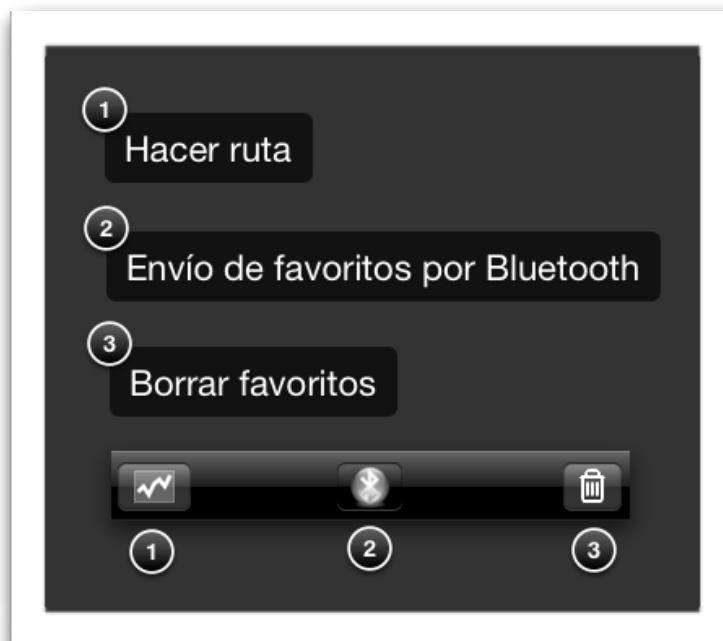 1
Hacer ruta
2
Envío de favoritos por Bluetooth
3
Borrar favoritos
1 2 3